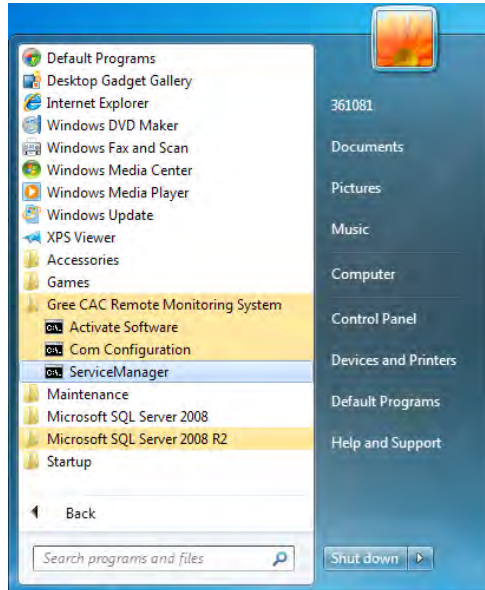 Default Programs
Desktop Gadget Gallery
Internet Explorer
Windows DVD Maker
Windows Fax and Scan
Windows Media Center
Windows Media Player
Windows Update
XPS Viewer
Accessories
Games
Gree CAC Remote Monitoring System
Activate Software
Com Configuration
ServiceManager
Maintenance
Microsoft SQL Server 2008
Microsoft SQL Server 2008 R2
Startup
Back
Search programs and files
361081
Documents
Pictures
Music
Computer
Control Panel
Devices and Printers
Default Programs
Help and Support
Shut down